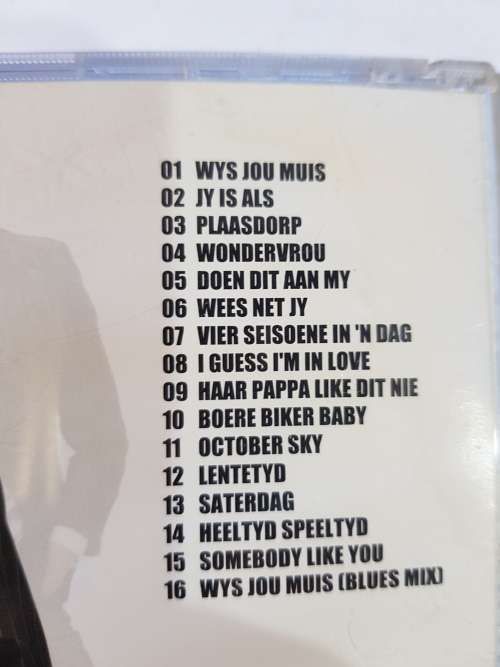 01 WYS JOU MUIS
02 JY IS ALS
03 PLAASDORP
04 WONDERVROU
05 DOEN DIT AAN MY
06 WEES NET JY
07 VIER SEISOENE IN 'N DAG
08 I GUESS I'M IN LOVE
09 HAAR PAPPA LIKE DIT NIE
10 BOERE BIKER BABY
11 OCTOBER SKY
12 LENTETYD
13 SATERDAG
14 HEELTYD SPEELTYD
15 SOMEBODY LIKE YOU
16 WYS JOU MUIS (BLUES MIX)